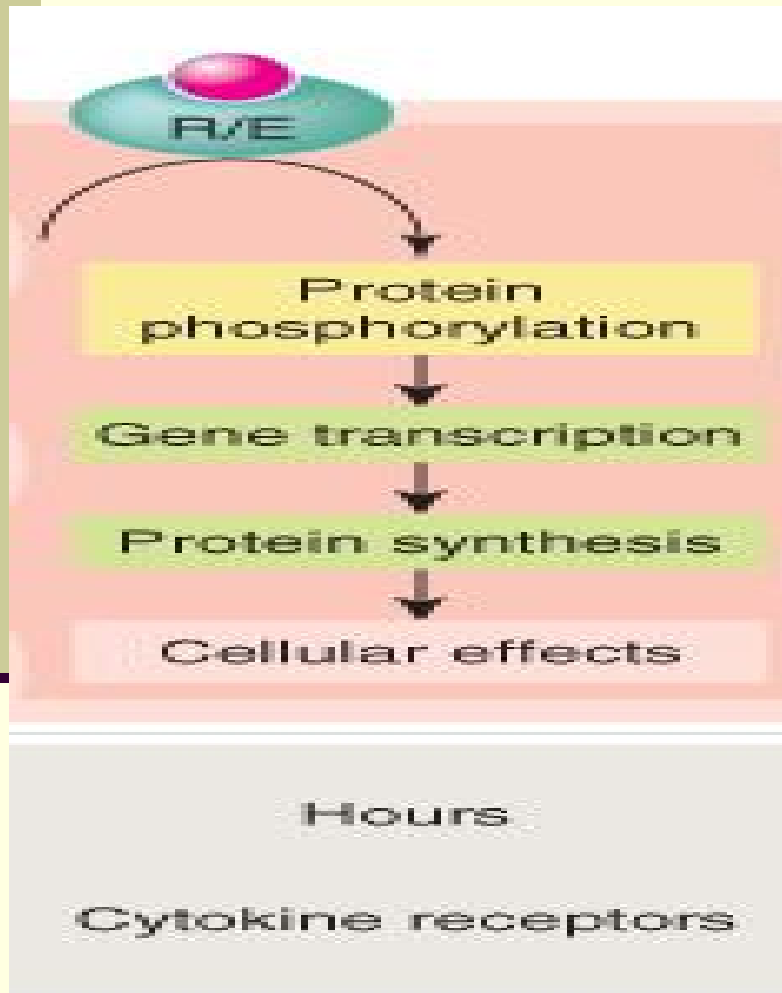 R/E
Protein
phosphorylation
Gene transcription
Protein synthesis
Cellular effects
Hours
Cytokine receptors